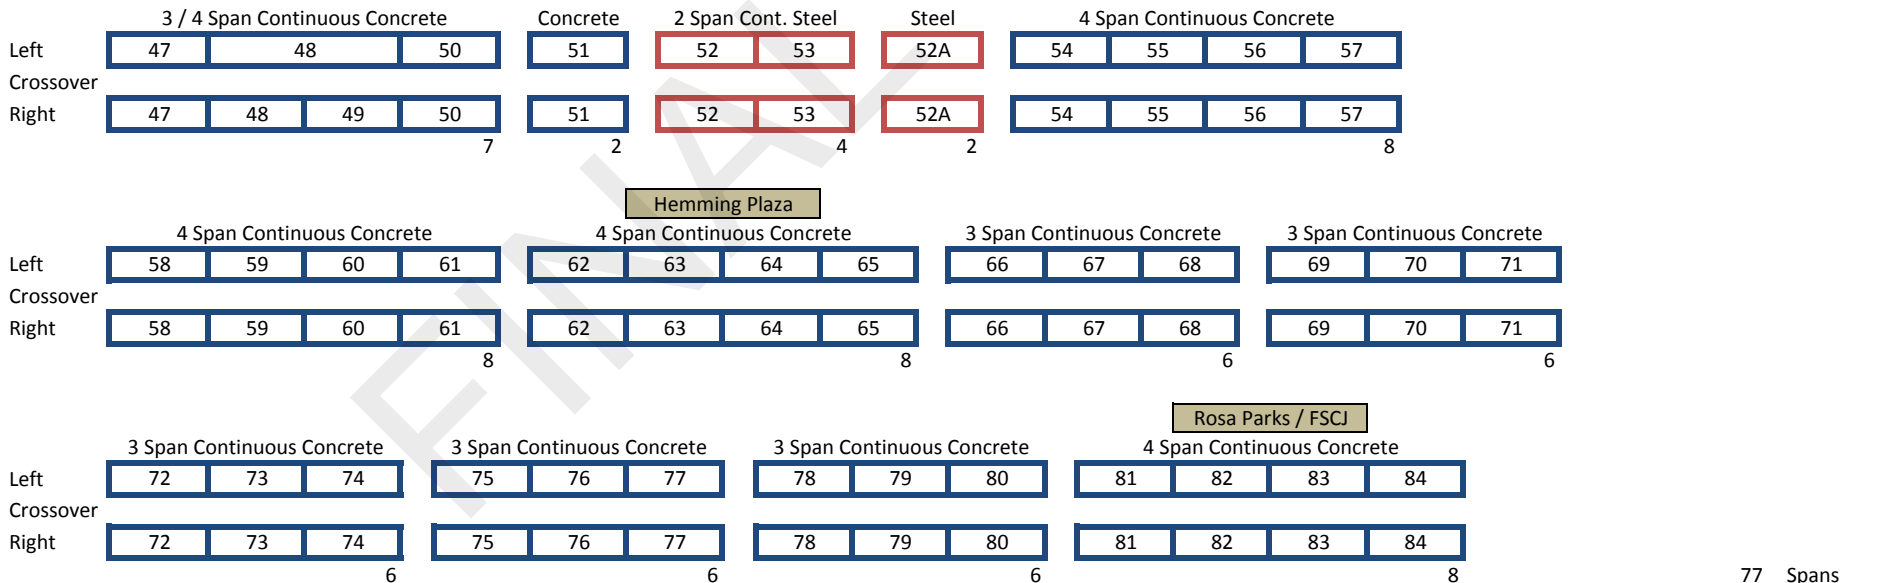 3 / 4 Span Continuous Concrete Concrete 2 Span Cont. Steel Steel 4 Span Continuous Concrete
Left 47 48 50 51 52 53 52A 54 55 56 57
Crossover
Right 47 48 49 50 51 52 53 52A 54 55 56 57
7 2 4 2 8
Hemming Plaza
4 Span Continuous Concrete 4 Span Continuous Concrete 3 Span Continuous Concrete 3 Span Continuous Concrete
Left 58 59 60 61 62 63 64 65 66 67 68 69 70 71
Crossover
Right 58 59 60 61 62 63 64 65 66 67 68 69 70 71
8 8 6 6
Rosa Parks / FSCJ
3 Span Continuous Concrete 3 Span Continuous Concrete 3 Span Continuous Concrete 4 Span Continuous Concrete
Left 72 73 74 75 76 77 78 79 80 81 82 83 84
Crossover
Right 72 73 74 75 76 77 78 79 80 81 82 83 84
6 6 6 8 77 Spans
FINAL